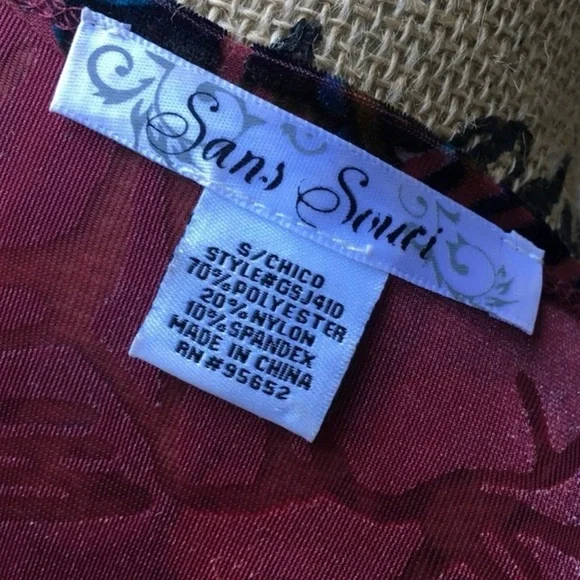 Sans Souci
S/CHICO
STYLE#GSJ410
70%POLYESTER
20%NYLON
10%SPANDEX
MADE IN CHINA
RN #95652